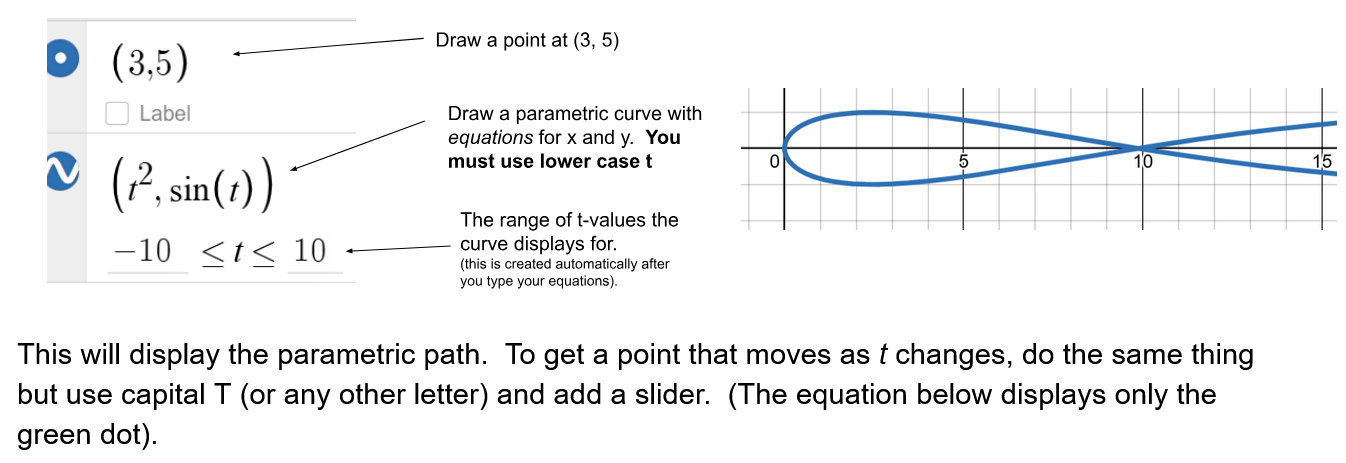 (3,5)
Label
(t², sin(t))
−10 ≤ t ≤ 10
Draw a point at (3, 5)
Draw a parametric curve with
equations for x and y.  You
must use lower case t
The range of t-values the
curve displays for.
(this is created automatically after
you type your equations).
0 5 10 15
This will display the parametric path.  To get a point that moves as t changes, do the same thing
but use capital T (or any other letter) and add a slider.  (The equation below displays only the
green dot).